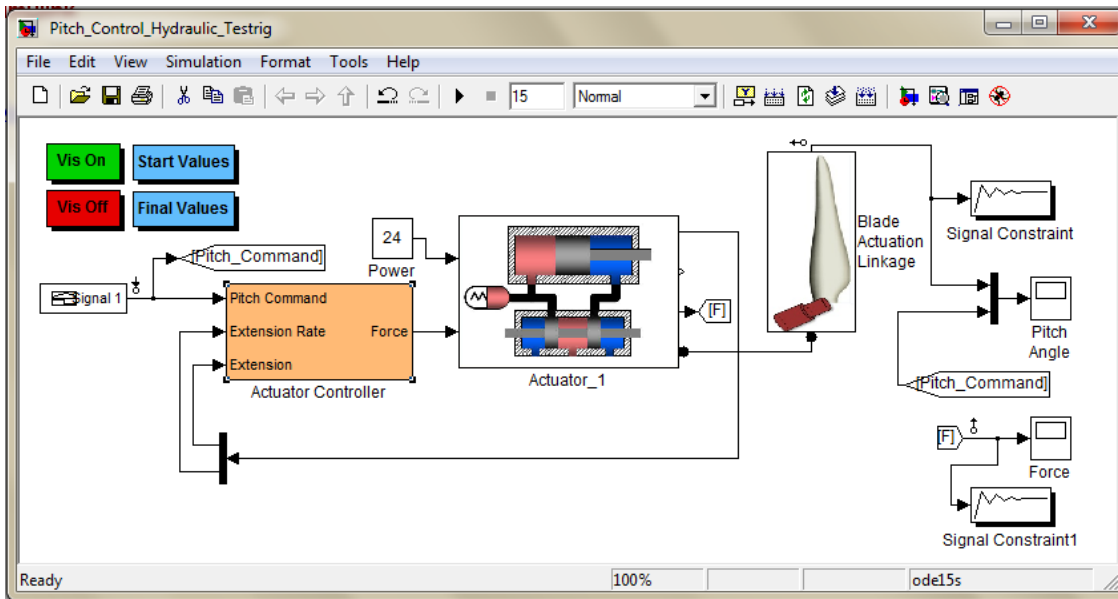 Pitch_Control_Hydraulic_Testrig
File Edit View Simulation Format Tools Help
15 Normal
Vis On Start Values
Vis Off Final Values
[Pitch_Command]
24
Power
Signal 1
Pitch Command
Extension Rate
Force
Extension
Actuator Controller
Actuator_1
[F]
Blade
Actuation
Linkage
Signal Constraint
Pitch
Angle
[Pitch_Command]
[F]
Force
Signal Constraint1
Ready 100% ode15s